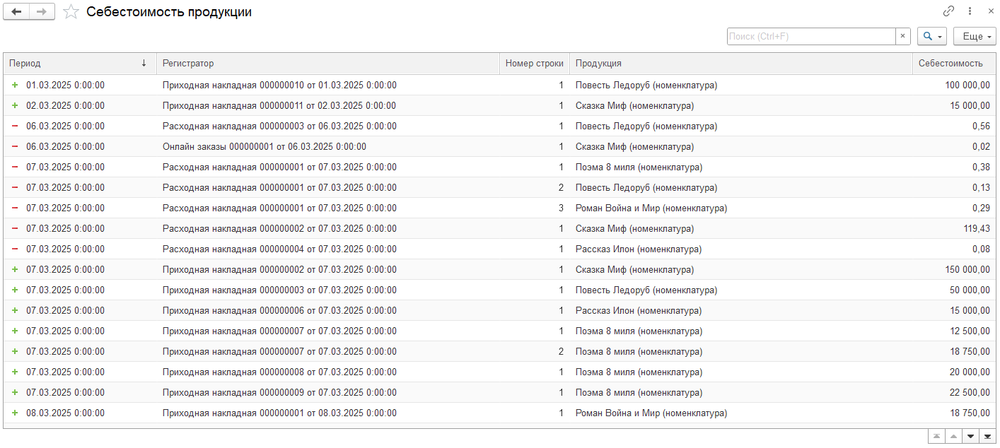 Себестоимость продукции
Поиск (Ctrl+F) × Еще
Период ↓ Регистратор Номер строки Продукция Себестоимость
+ 01.03.2025 0:00:00 Приходная накладная 000000010 от 01.03.2025 0:00:00 1 Повесть Ледоруб (номенклатура) 100 000,00
+ 02.03.2025 0:00:00 Приходная накладная 000000011 от 02.03.2025 0:00:00 1 Сказка Миф (номенклатура) 15 000,00
− 06.03.2025 0:00:00 Расходная накладная 000000003 от 06.03.2025 0:00:00 1 Повесть Ледоруб (номенклатура) 0,56
− 06.03.2025 0:00:00 Онлайн заказы 000000001 от 06.03.2025 0:00:00 1 Сказка Миф (номенклатура) 0,02
− 07.03.2025 0:00:00 Расходная накладная 000000001 от 07.03.2025 0:00:00 1 Поэма 8 миля (номенклатура) 0,38
− 07.03.2025 0:00:00 Расходная накладная 000000001 от 07.03.2025 0:00:00 2 Повесть Ледоруб (номенклатура) 0,13
− 07.03.2025 0:00:00 Расходная накладная 000000001 от 07.03.2025 0:00:00 3 Роман Война и Мир (номенклатура) 0,29
− 07.03.2025 0:00:00 Расходная накладная 000000002 от 07.03.2025 0:00:00 1 Сказка Миф (номенклатура) 119,43
− 07.03.2025 0:00:00 Расходная накладная 000000004 от 07.03.2025 0:00:00 1 Рассказ Илон (номенклатура) 0,08
+ 07.03.2025 0:00:00 Приходная накладная 000000002 от 07.03.2025 0:00:00 1 Сказка Миф (номенклатура) 150 000,00
+ 07.03.2025 0:00:00 Приходная накладная 000000003 от 07.03.2025 0:00:00 1 Повесть Ледоруб (номенклатура) 50 000,00
+ 07.03.2025 0:00:00 Приходная накладная 000000006 от 07.03.2025 0:00:00 1 Рассказ Илон (номенклатура) 15 000,00
+ 07.03.2025 0:00:00 Приходная накладная 000000007 от 07.03.2025 0:00:00 1 Поэма 8 миля (номенклатура) 12 500,00
+ 07.03.2025 0:00:00 Приходная накладная 000000007 от 07.03.2025 0:00:00 2 Поэма 8 миля (номенклатура) 18 750,00
+ 07.03.2025 0:00:00 Приходная накладная 000000008 от 07.03.2025 0:00:00 1 Поэма 8 миля (номенклатура) 20 000,00
+ 07.03.2025 0:00:00 Приходная накладная 000000009 от 07.03.2025 0:00:00 1 Поэма 8 миля (номенклатура) 22 500,00
+ 08.03.2025 0:00:00 Приходная накладная 000000001 от 08.03.2025 0:00:00 1 Роман Война и Мир (номенклатура) 18 750,00